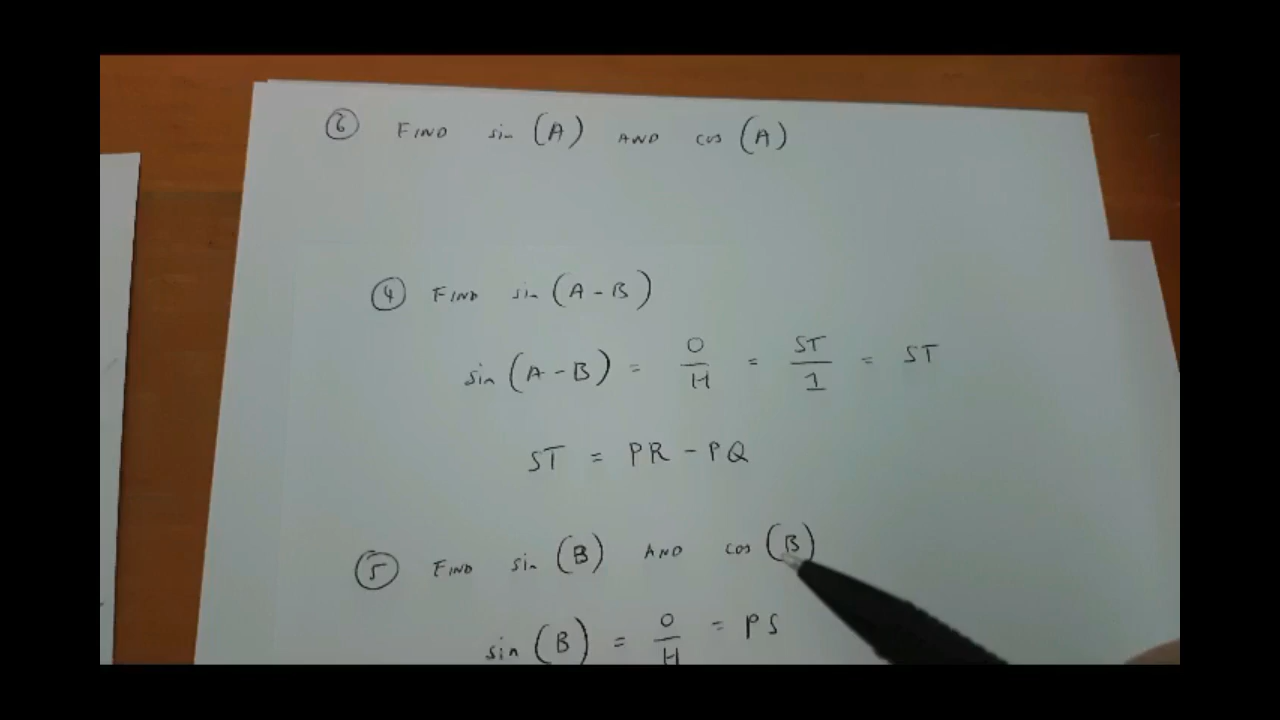 ⑥ FIND sin (A) AND cos (A)
④ FIND sin (A - B)
sin (A - B) = O/H = ST/1 = ST
ST = PR - PQ
⑤ FIND sin (B) AND cos (B)
sin (B) = O/H = PS